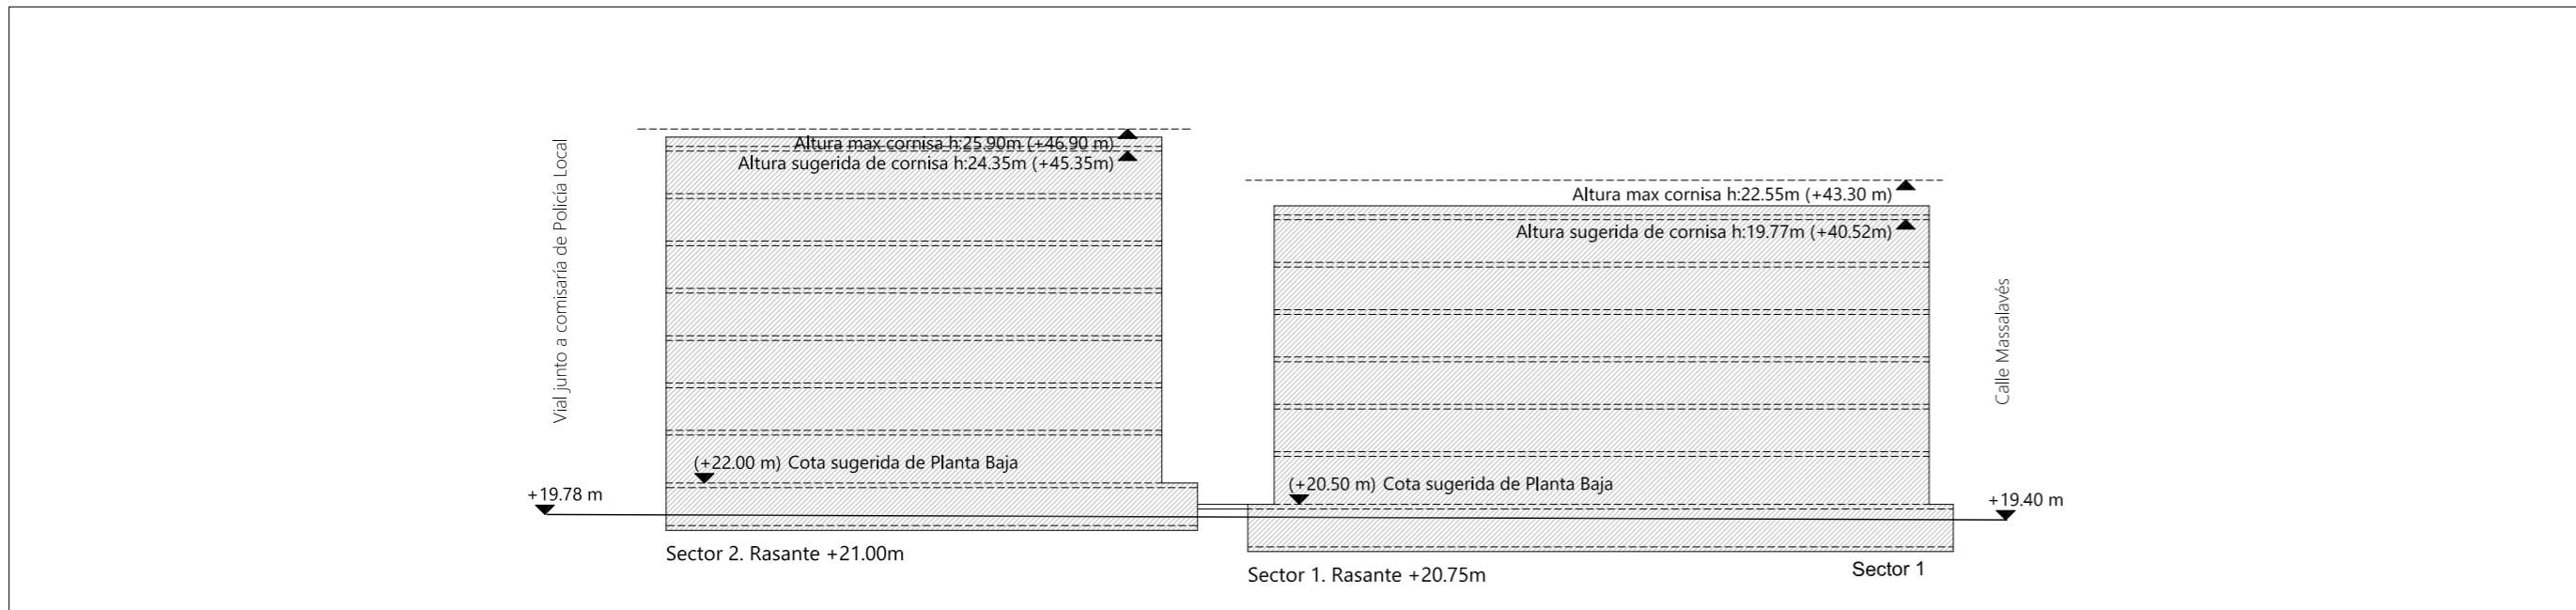 Vial junto a comisaría de Policía Local
Altura max cornisa h:25.90m (+46.90 m)
Altura sugerida de cornisa h:24.35m (+45.35m)
Altura max cornisa h:22.55m (+43.30 m)
Altura sugerida de cornisa h:19.77m (+40.52m)
Calle Massalavés
(+22.00 m) Cota sugerida de Planta Baja
(+20.50 m) Cota sugerida de Planta Baja
+19.78 m
+19.40 m
Sector 2. Rasante +21.00m
Sector 1. Rasante +20.75m
Sector 1